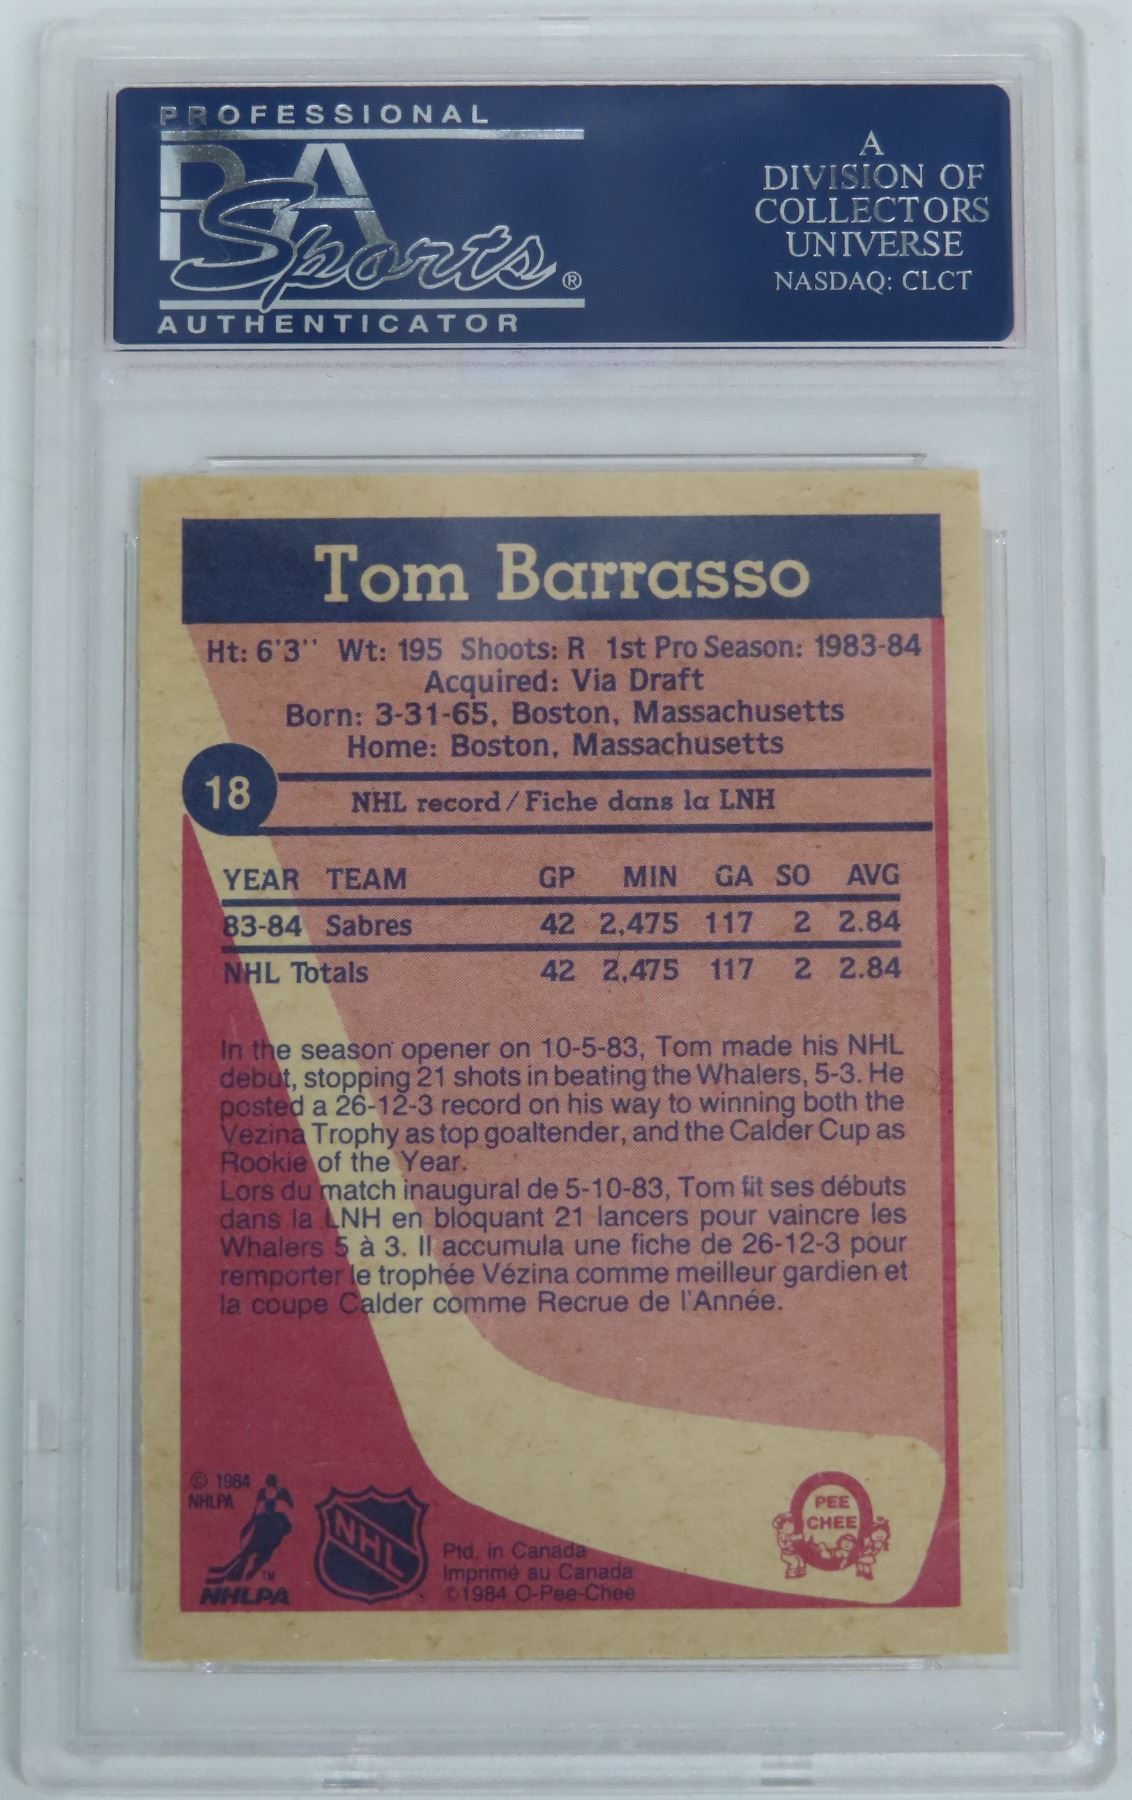 PROFESSIONAL
PSA
Sports®
AUTHENTICATOR
A
DIVISION OF
COLLECTORS
UNIVERSE
NASDAQ: CLCT
Tom Barrasso
Ht: 6'3'' Wt: 195 Shoots: R 1st Pro Season: 1983-84
Acquired: Via Draft
Born: 3-31-65, Boston, Massachusetts
Home: Boston, Massachusetts
18
NHL record/Fiche dans la LNH
YEAR TEAM GP MIN GA SO AVG
83-84 Sabres 42 2,475 117 2 2.84
NHL Totals 42 2,475 117 2 2.84
In the season opener on 10-5-83, Tom made his NHL
debut, stopping 21 shots in beating the Whalers, 5-3. He
posted a 26-12-3 record on his way to winning both the
Vezina Trophy as top goaltender, and the Calder Cup as
Rookie of the Year.
Lors du match inaugural de 5-10-83, Tom fit ses débuts
dans la LNH en bloquant 21 lancers pour vaincre les
Whalers 5 à 3. Il accumula une fiche de 26-12-3 pour
remporter le trophée Vézina comme meilleur gardien et
la coupe Calder comme Recrue de l'Année.
© 1984
NHLPA
TM
NHLPA
NHL
Ptd. in Canada
Imprimé au Canada
©1984 O-Pee-Chee
PEE
CHEE